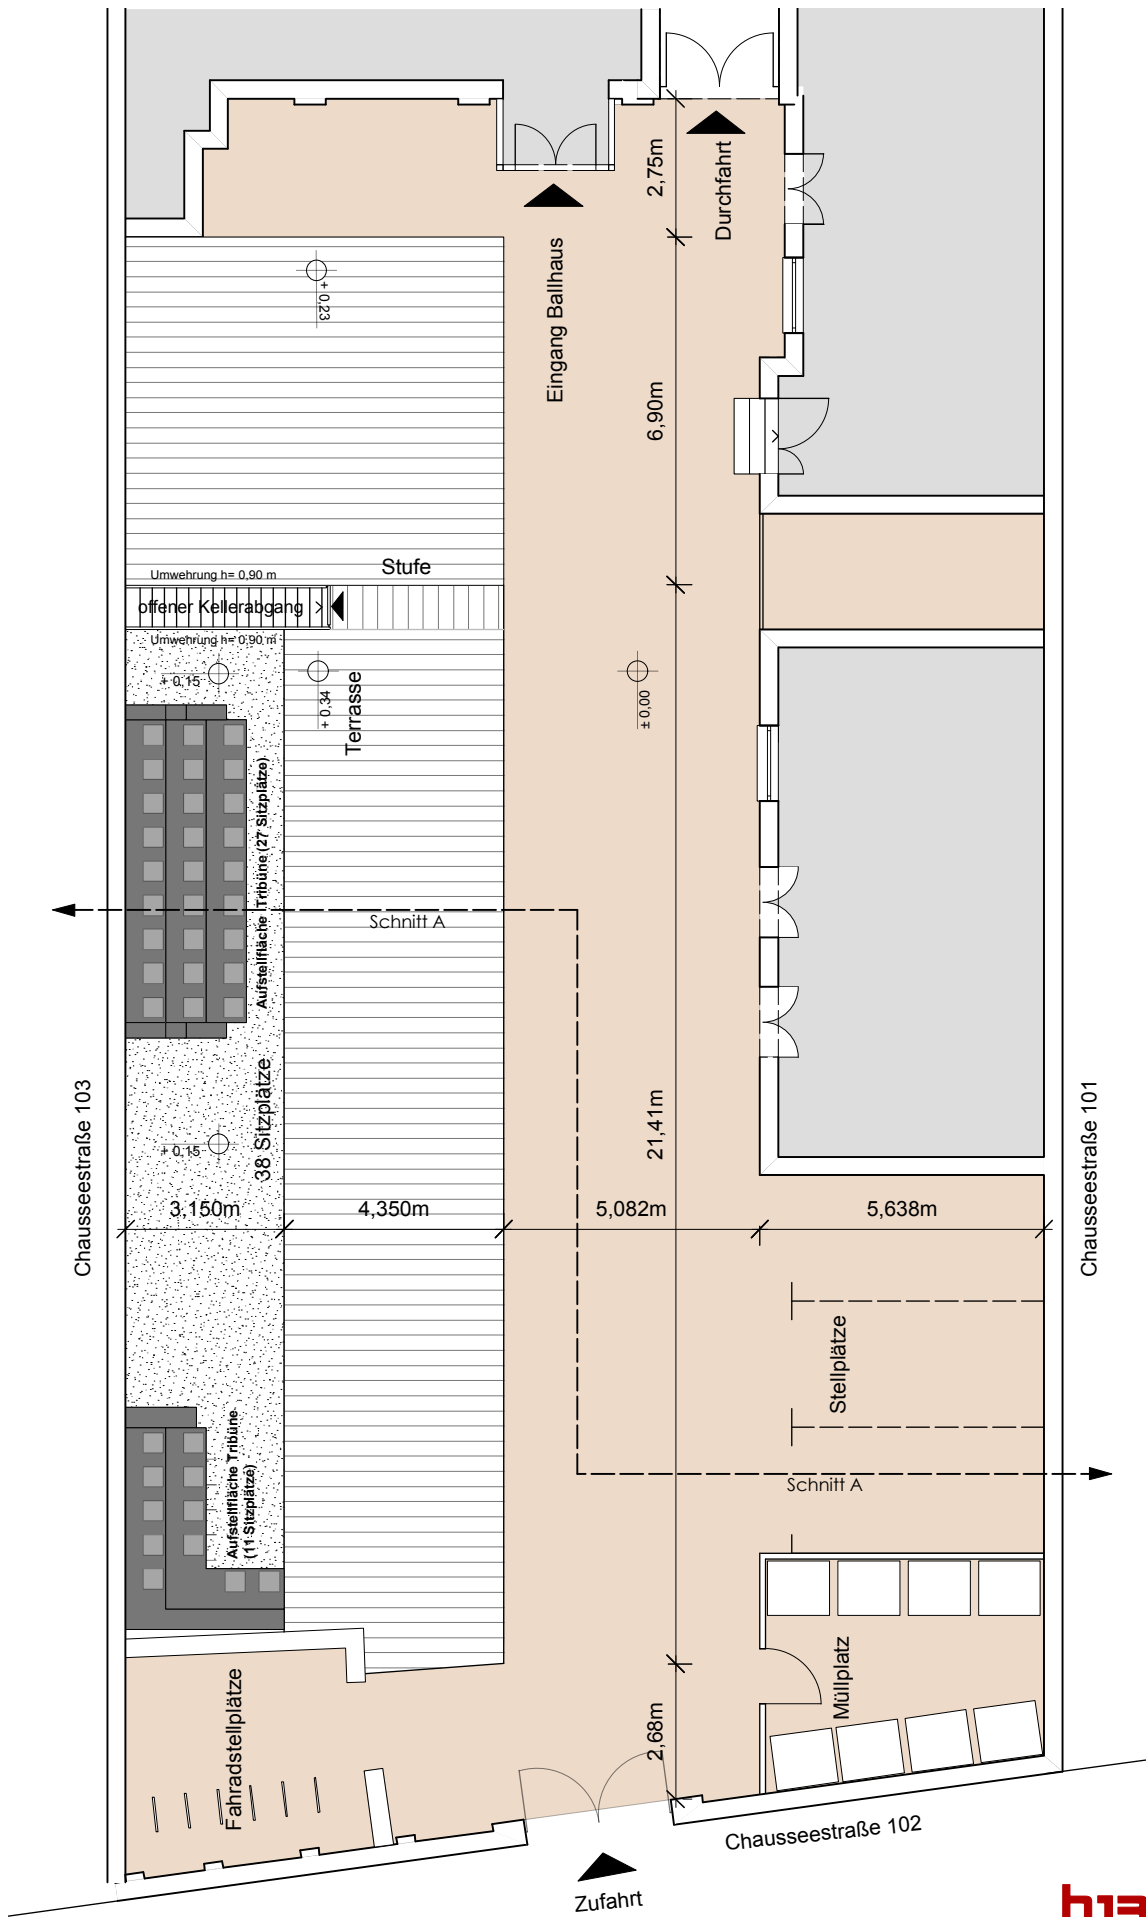 2,75m
Durchfahrt
Eingang Ballhaus
+ 0,23
6,90m
Stufe
Umwehrung h= 0,90 m
offener Kellerabgang
Umwehrung h= 0,90 m
+ 0,15
+ 0,34
Terrasse
± 0,00
Aufstellfläche Tribüne (27 Sitzplätze)
Schnitt A
38 Sitzplätze
+ 0,15
21,41m
Chausseestraße 103
Chausseestraße 101
3,150m
4,350m
5,082m
5,638m
Stellplätze
Aufstellfläche Tribüne
(11 Sitzplätze)
Schnitt A
Müllplatz
Fahradstellplätze
2,68m
Chausseestraße 102
Zufahrt